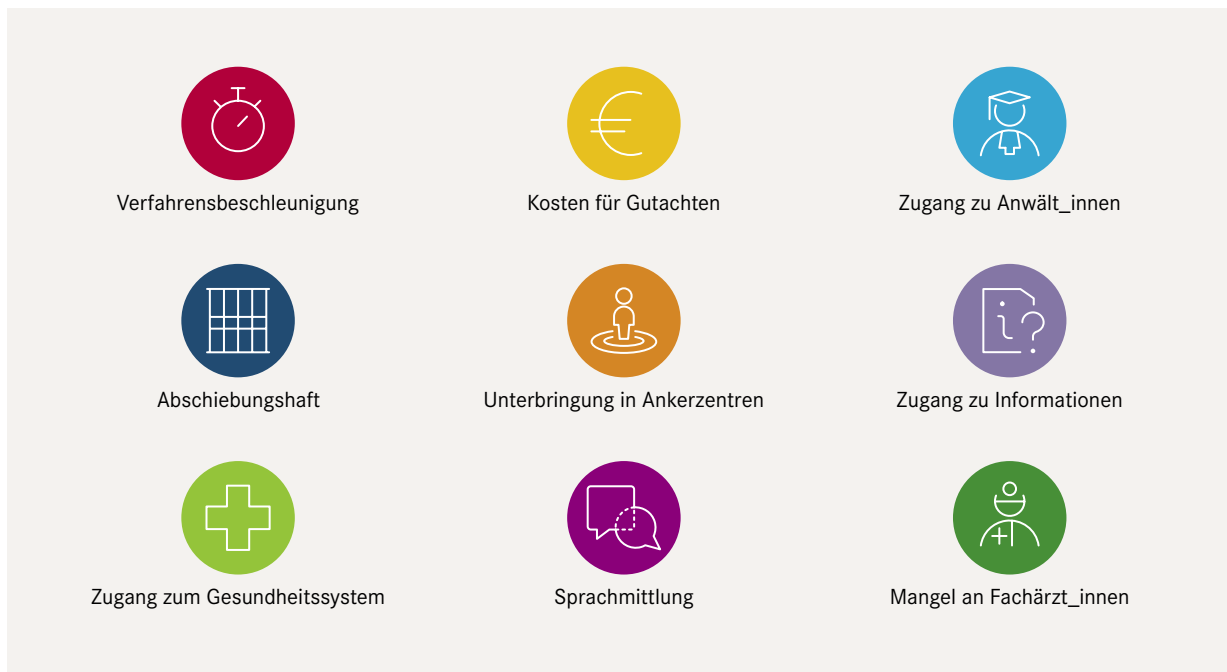 Verfahrensbeschleunigung
Kosten für Gutachten
Zugang zu Anwält_innen
Abschiebungshaft
Unterbringung in Ankerzentren
Zugang zu Informationen
Zugang zum Gesundheitssystem
Sprachmittlung
Mangel an Fachärzt_innen